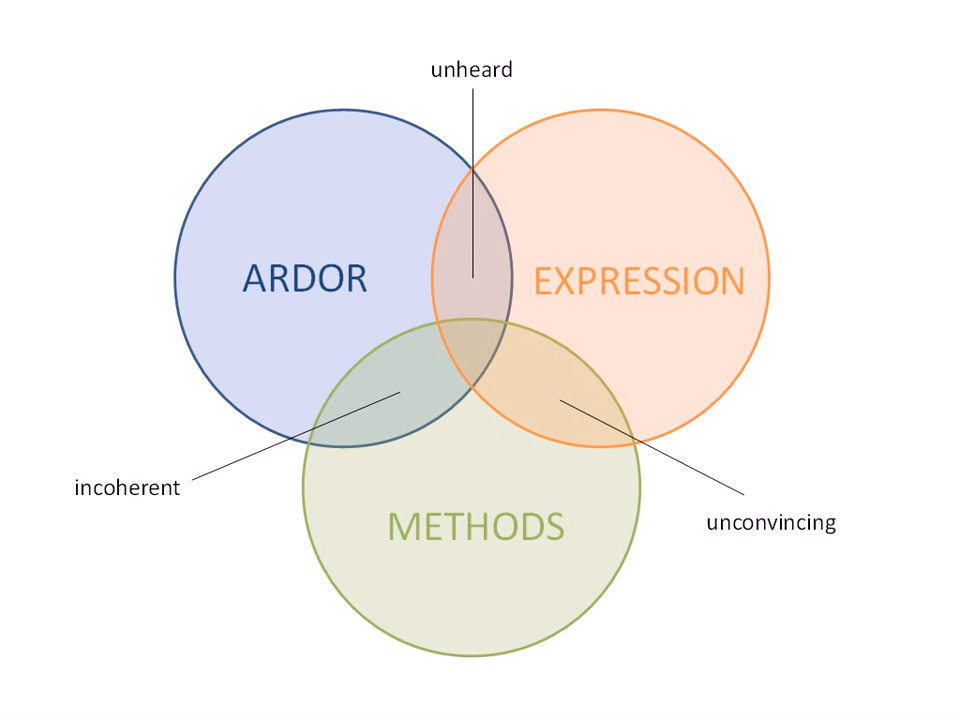 unheard
ARDOR
EXPRESSION
incoherent
METHODS
unconvincing